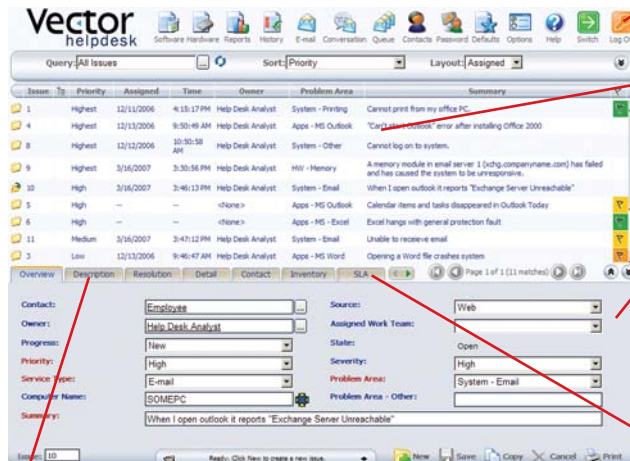 Vector
helpdesk
Software Hardware Reports History E-mail Conversation Queue Contacts Password Defaults Options Help Switch Log O
Query: All Issues ... Sort: Priority Layout: Assigned
Issue Priority Assigned Time Owner Problem Area Summary
1 Highest 12/11/2006 4:15:17 PM Help Desk Analyst System - Printing Cannot print from my office PC.
4 Highest 12/13/2006 9:50:49 AM Help Desk Analyst Apps - MS Outlook "Can't start Outlook" error after installing Office 2000
8 Highest 12/12/2006 10:50:58 AM Help Desk Analyst System - Other Cannot log on to system.
9 Highest 3/16/2007 3:30:56 PM Help Desk Analyst HW - Memory A memory module in email server 1 (xchg.companyname.com) has failed and has caused the system to be unresponsive.
10 High 3/16/2007 3:46:13 PM Help Desk Analyst System - Email When I open outlook it reports "Exchange Server Unreachable"
5 High -- -- <None> Apps - MS Outlook Calendar items and tasks disappeared in Outlook Today
6 High -- -- <None> Apps - MS - Excel Excel hangs with general protection fault
11 Medium 3/16/2007 3:47:12 PM Help Desk Analyst System - Email Unable to receieve email
3 Low 12/13/2006 9:46:47 AM Help Desk Analyst Apps - MS Word Opening a Word file crashes system
Overview Description Resolution Detail Contact Inventory SLA Page 1 of 1 (11 matches)
Contact: Employee ... Source: Web
Owner: Help Desk Analyst ... Assigned Work Team:
Progress: New State: Open
Priority: High Severity: High
Service Type: E-mail Problem Area: System - Email
Computer Name: SOMEPC Problem Area - Other:
Summary: When I open outlook it reports "Exchange Server Unreachable"
Issue: 10 Ready. Click New to create a new issue. New Save Copy Cancel Print